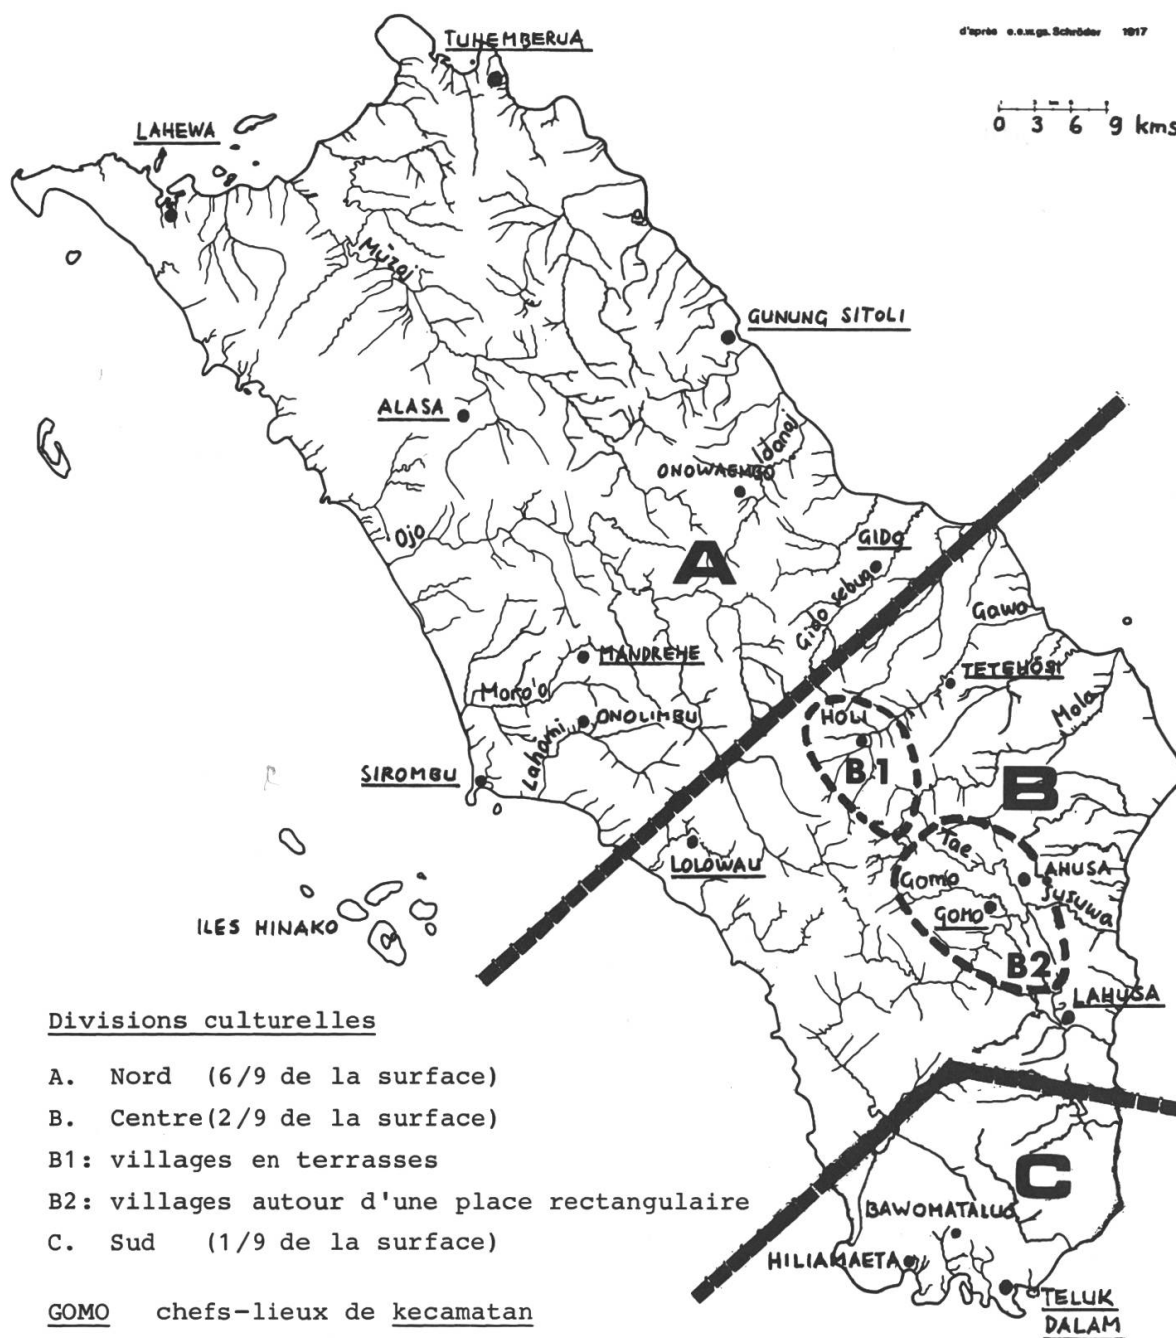 d'après e.e.w.gs. Schröder 1917
TUHEMBERUA
kms
0 3 6 9 kms
LAHEWA
Mūzoj
GUNUNG SITOLI
ALASA
Idanoj
ONOWAEMBO
Ojo
A
GIDO
Gido sebua
Gawo
MANDREHE
TETEHÖSI
Moro'o
HOLI
Mola
ONOLIMBU
Lahomi
SIROMBU
B1
B
Tae
LOLOWAU
AHUSA
Gomo
Susuwa
GOMO
ILES HINAKO
B2
LAHUSA
Divisions culturelles
A. Nord (6/9 de la surface)
B. Centre(2/9 de la surface)
B1: villages en terrasses
B2: villages autour d'une place rectangulaire
C. Sud (1/9 de la surface)
C
BAWOMATALUO
HILIAMAETA
TELUK
DALAM
GOMO chefs-lieux de kecamatan